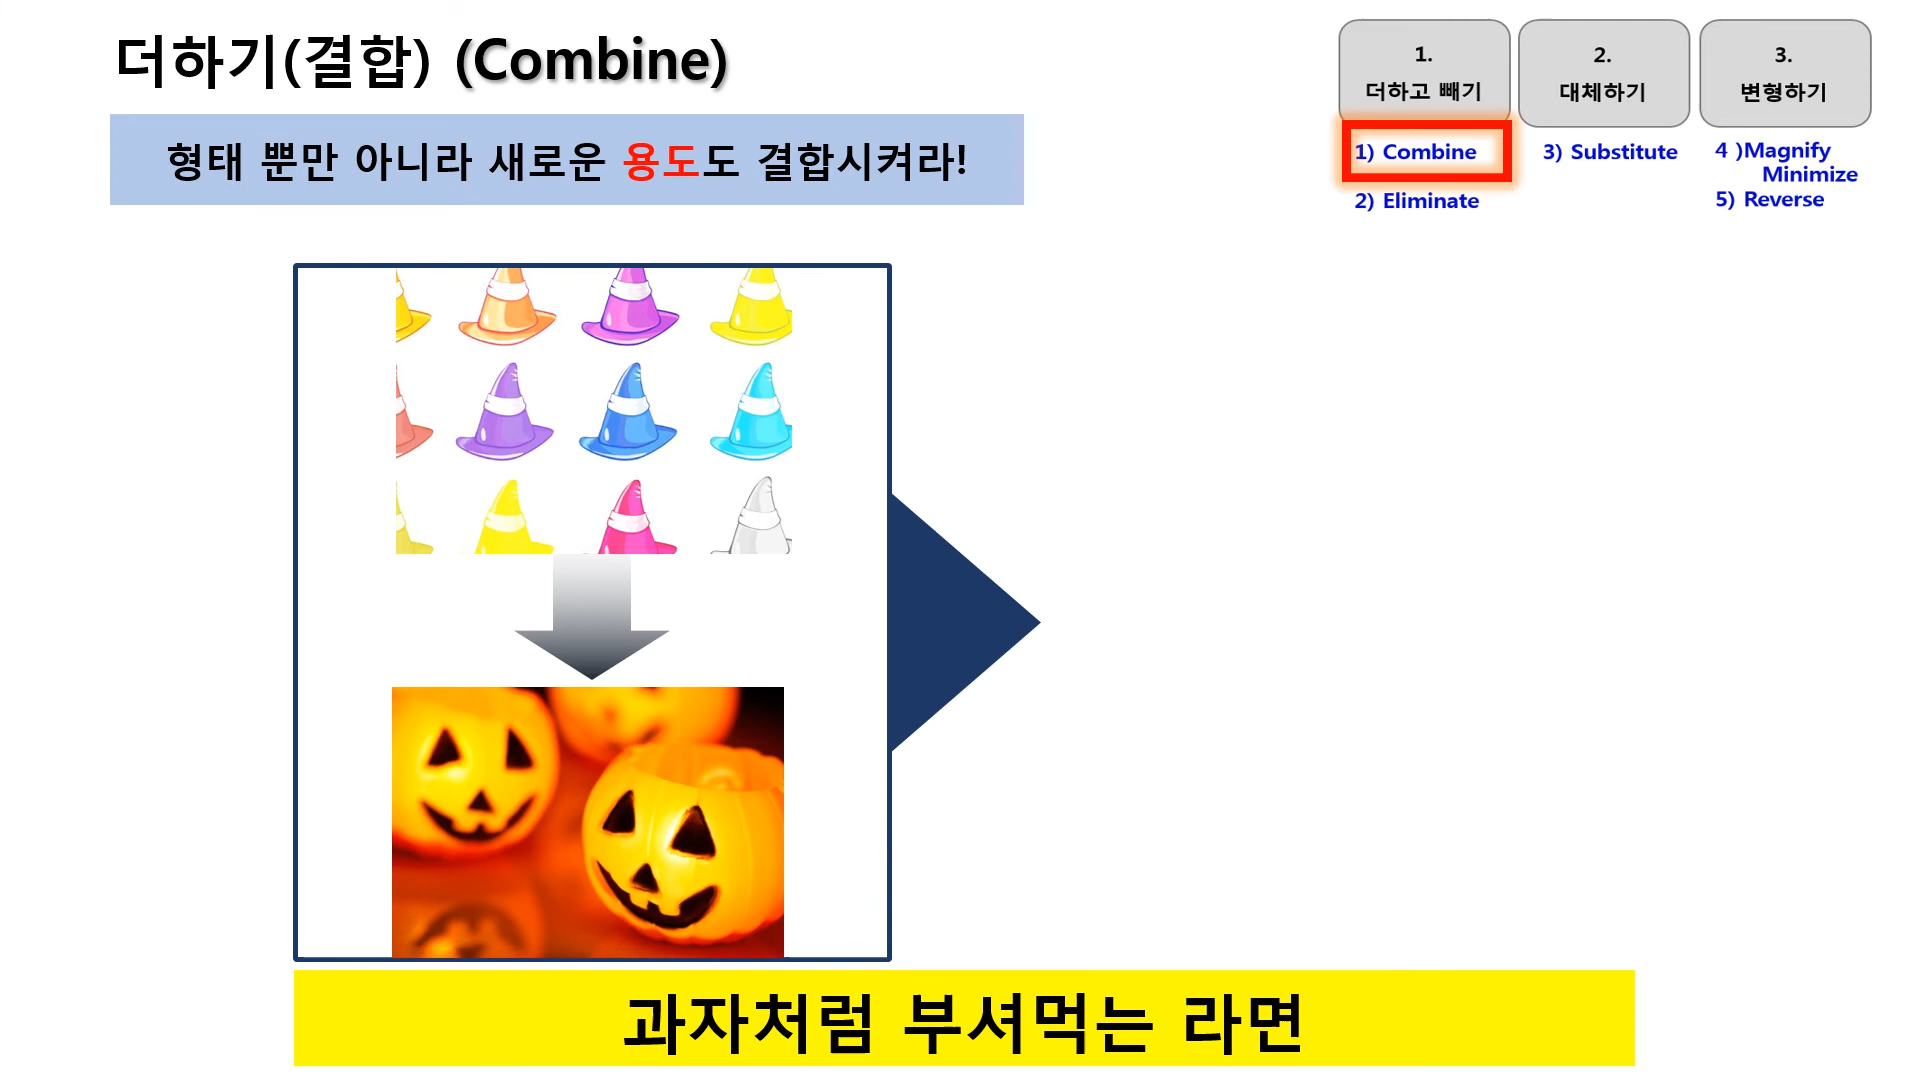 더하기(결합) (Combine)
형태 뿐만 아니라 새로운 용도도 결합시켜라!
1.
더하고 빼기
2.
대체하기
3.
변형하기
1) Combine
2) Eliminate
3) Substitute
4 )Magnify
Minimize
5) Reverse
과자처럼 부셔먹는 라면